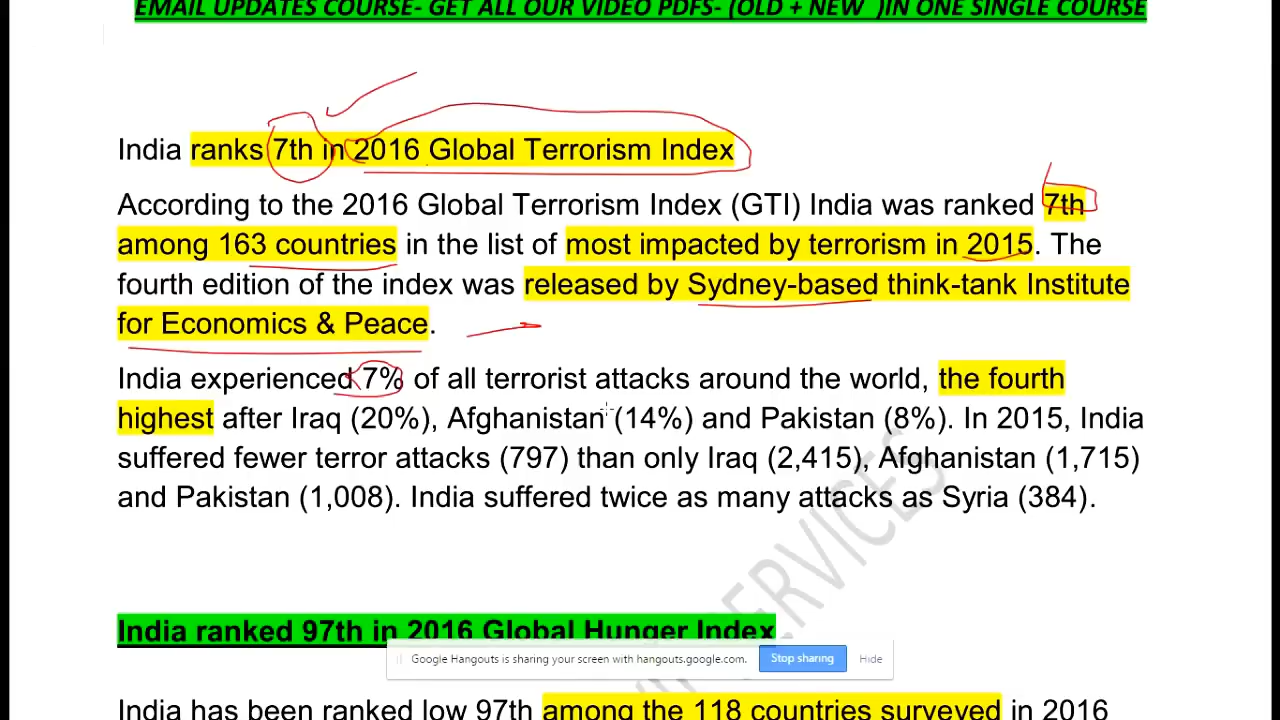 EMAIL UPDATES COURSE- GET ALL OUR VIDEO PDFS- (OLD + NEW )IN ONE SINGLE COURSE
India ranks 7th in 2016 Global Terrorism Index
According to the 2016 Global Terrorism Index (GTI) India was ranked 7th
among 163 countries in the list of most impacted by terrorism in 2015. The
fourth edition of the index was released by Sydney-based think-tank Institute
for Economics & Peace.
India experienced 7% of all terrorist attacks around the world, the fourth
highest after Iraq (20%), Afghanistan (14%) and Pakistan (8%). In 2015, India
suffered fewer terror attacks (797) than only Iraq (2,415), Afghanistan (1,715)
and Pakistan (1,008). India suffered twice as many attacks as Syria (384).
SERVICES
India ranked 97th in 2016 Global Hunger Index
Google Hangouts is sharing your screen with hangouts.google.com.
Stop sharing
Hide
India has been ranked low 97th among the 118 countries surveyed in 2016